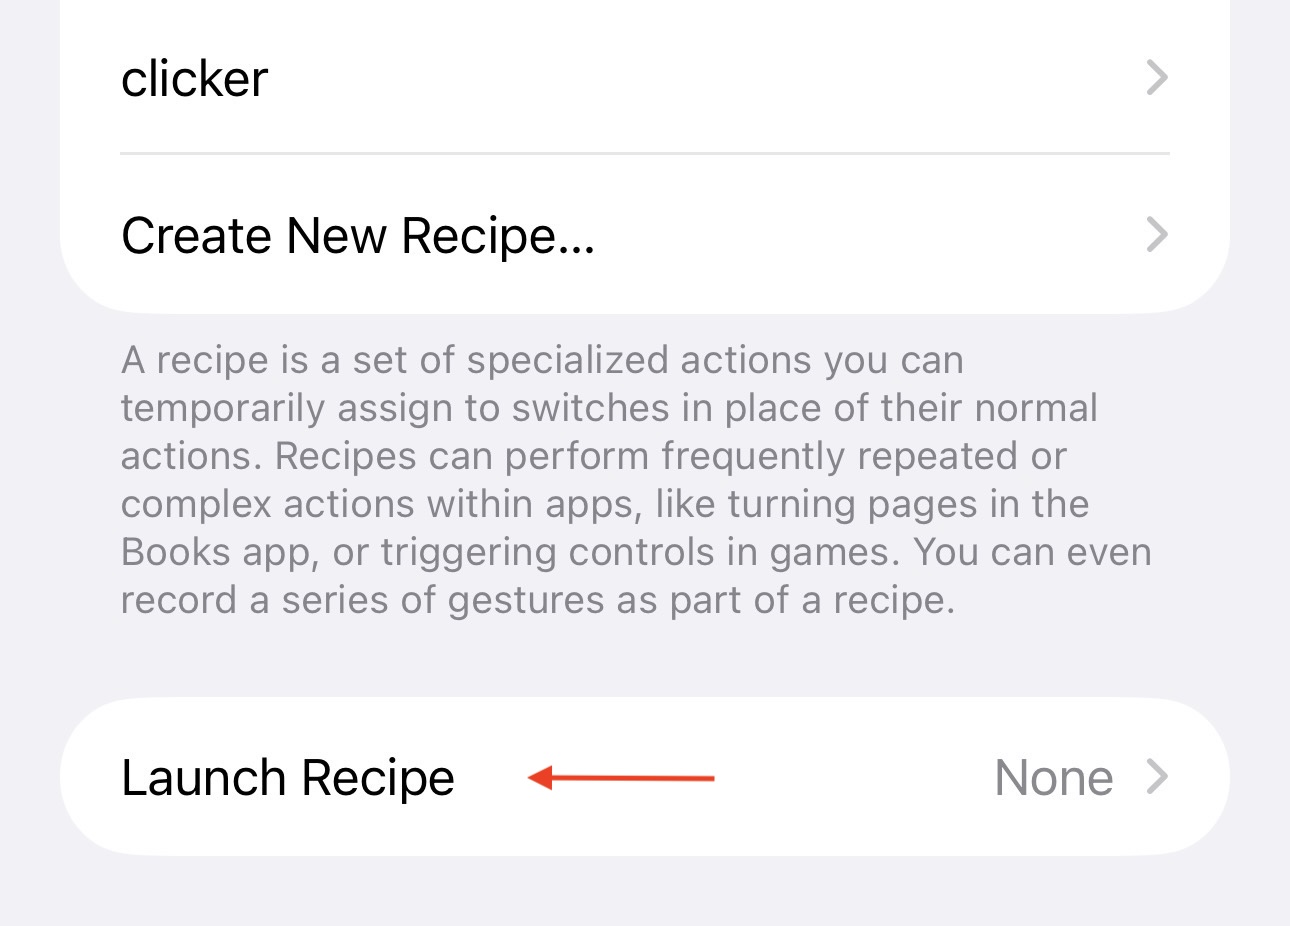 clicker
Create New Recipe...
A recipe is a set of specialized actions you can
temporarily assign to switches in place of their normal
actions. Recipes can perform frequently repeated or
complex actions within apps, like turning pages in the
Books app, or triggering controls in games. You can even
record a series of gestures as part of a recipe.
Launch Recipe None